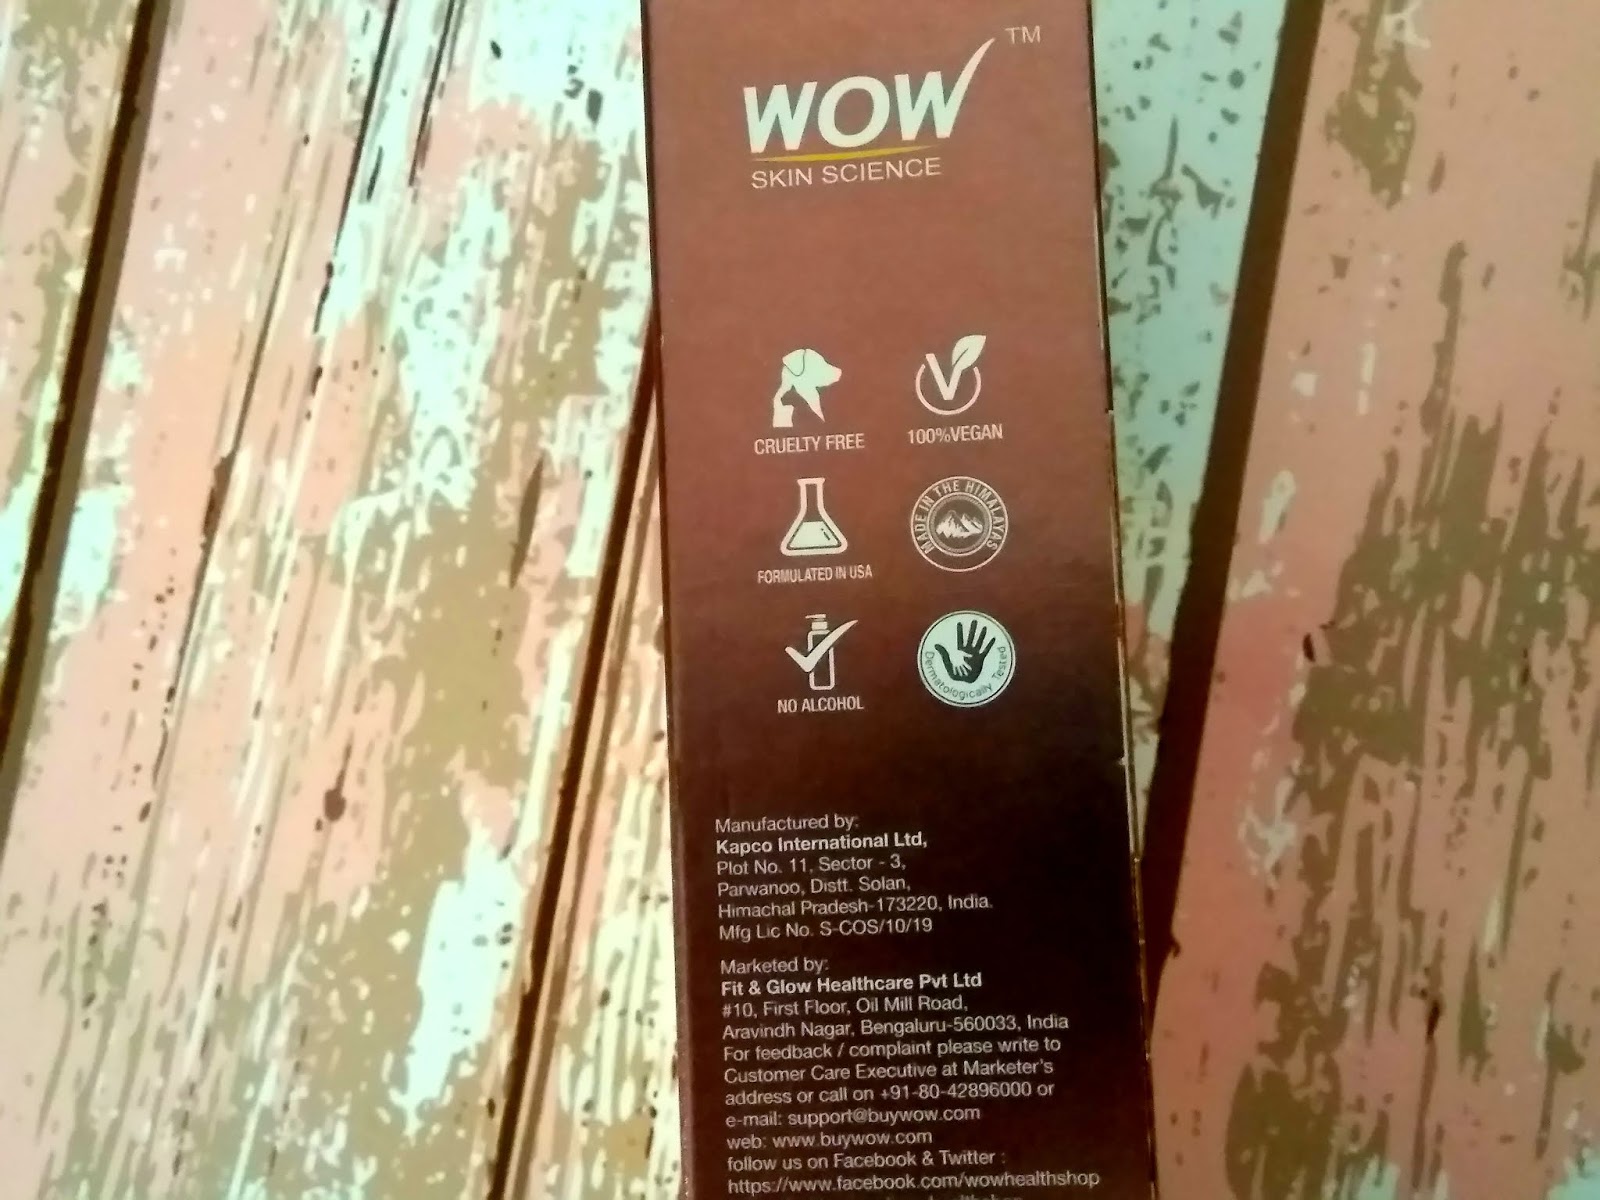 WOW TM
SKIN SCIENCE
CRUELTY FREE
100%VEGAN
FORMULATED IN USA
MADE IN THE HIMALAYAS
NO ALCOHOL
Dermatologically Tested
Manufactured by:
Kapco International Ltd,
Plot No. 11, Sector - 3,
Parwanoo, Distt. Solan,
Himachal Pradesh-173220, India.
Mfg Lic No. S-COS/10/19
Marketed by:
Fit & Glow Healthcare Pvt Ltd
#10, First Floor, Oil Mill Road,
Aravindh Nagar, Bengaluru-560033, India
For feedback / complaint please write to
Customer Care Executive at Marketer's
address or call on +91-80-42896000 or
e-mail: support@buywow.com
web: www.buywow.com
follow us on Facebook & Twitter :
https://www.facebook.com/wowhealthshop